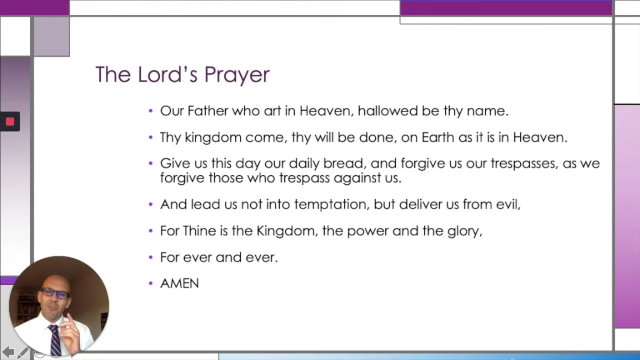 The Lord's Prayer
• Our Father who art in Heaven, hallowed be thy name.
• Thy kingdom come, thy will be done, on Earth as it is in Heaven.
• Give us this day our daily bread, and forgive us our trespasses, as we
forgive those who trespass against us.
• And lead us not into temptation, but deliver us from evil,
• For Thine is the Kingdom, the power and the glory,
• For ever and ever.
• AMEN